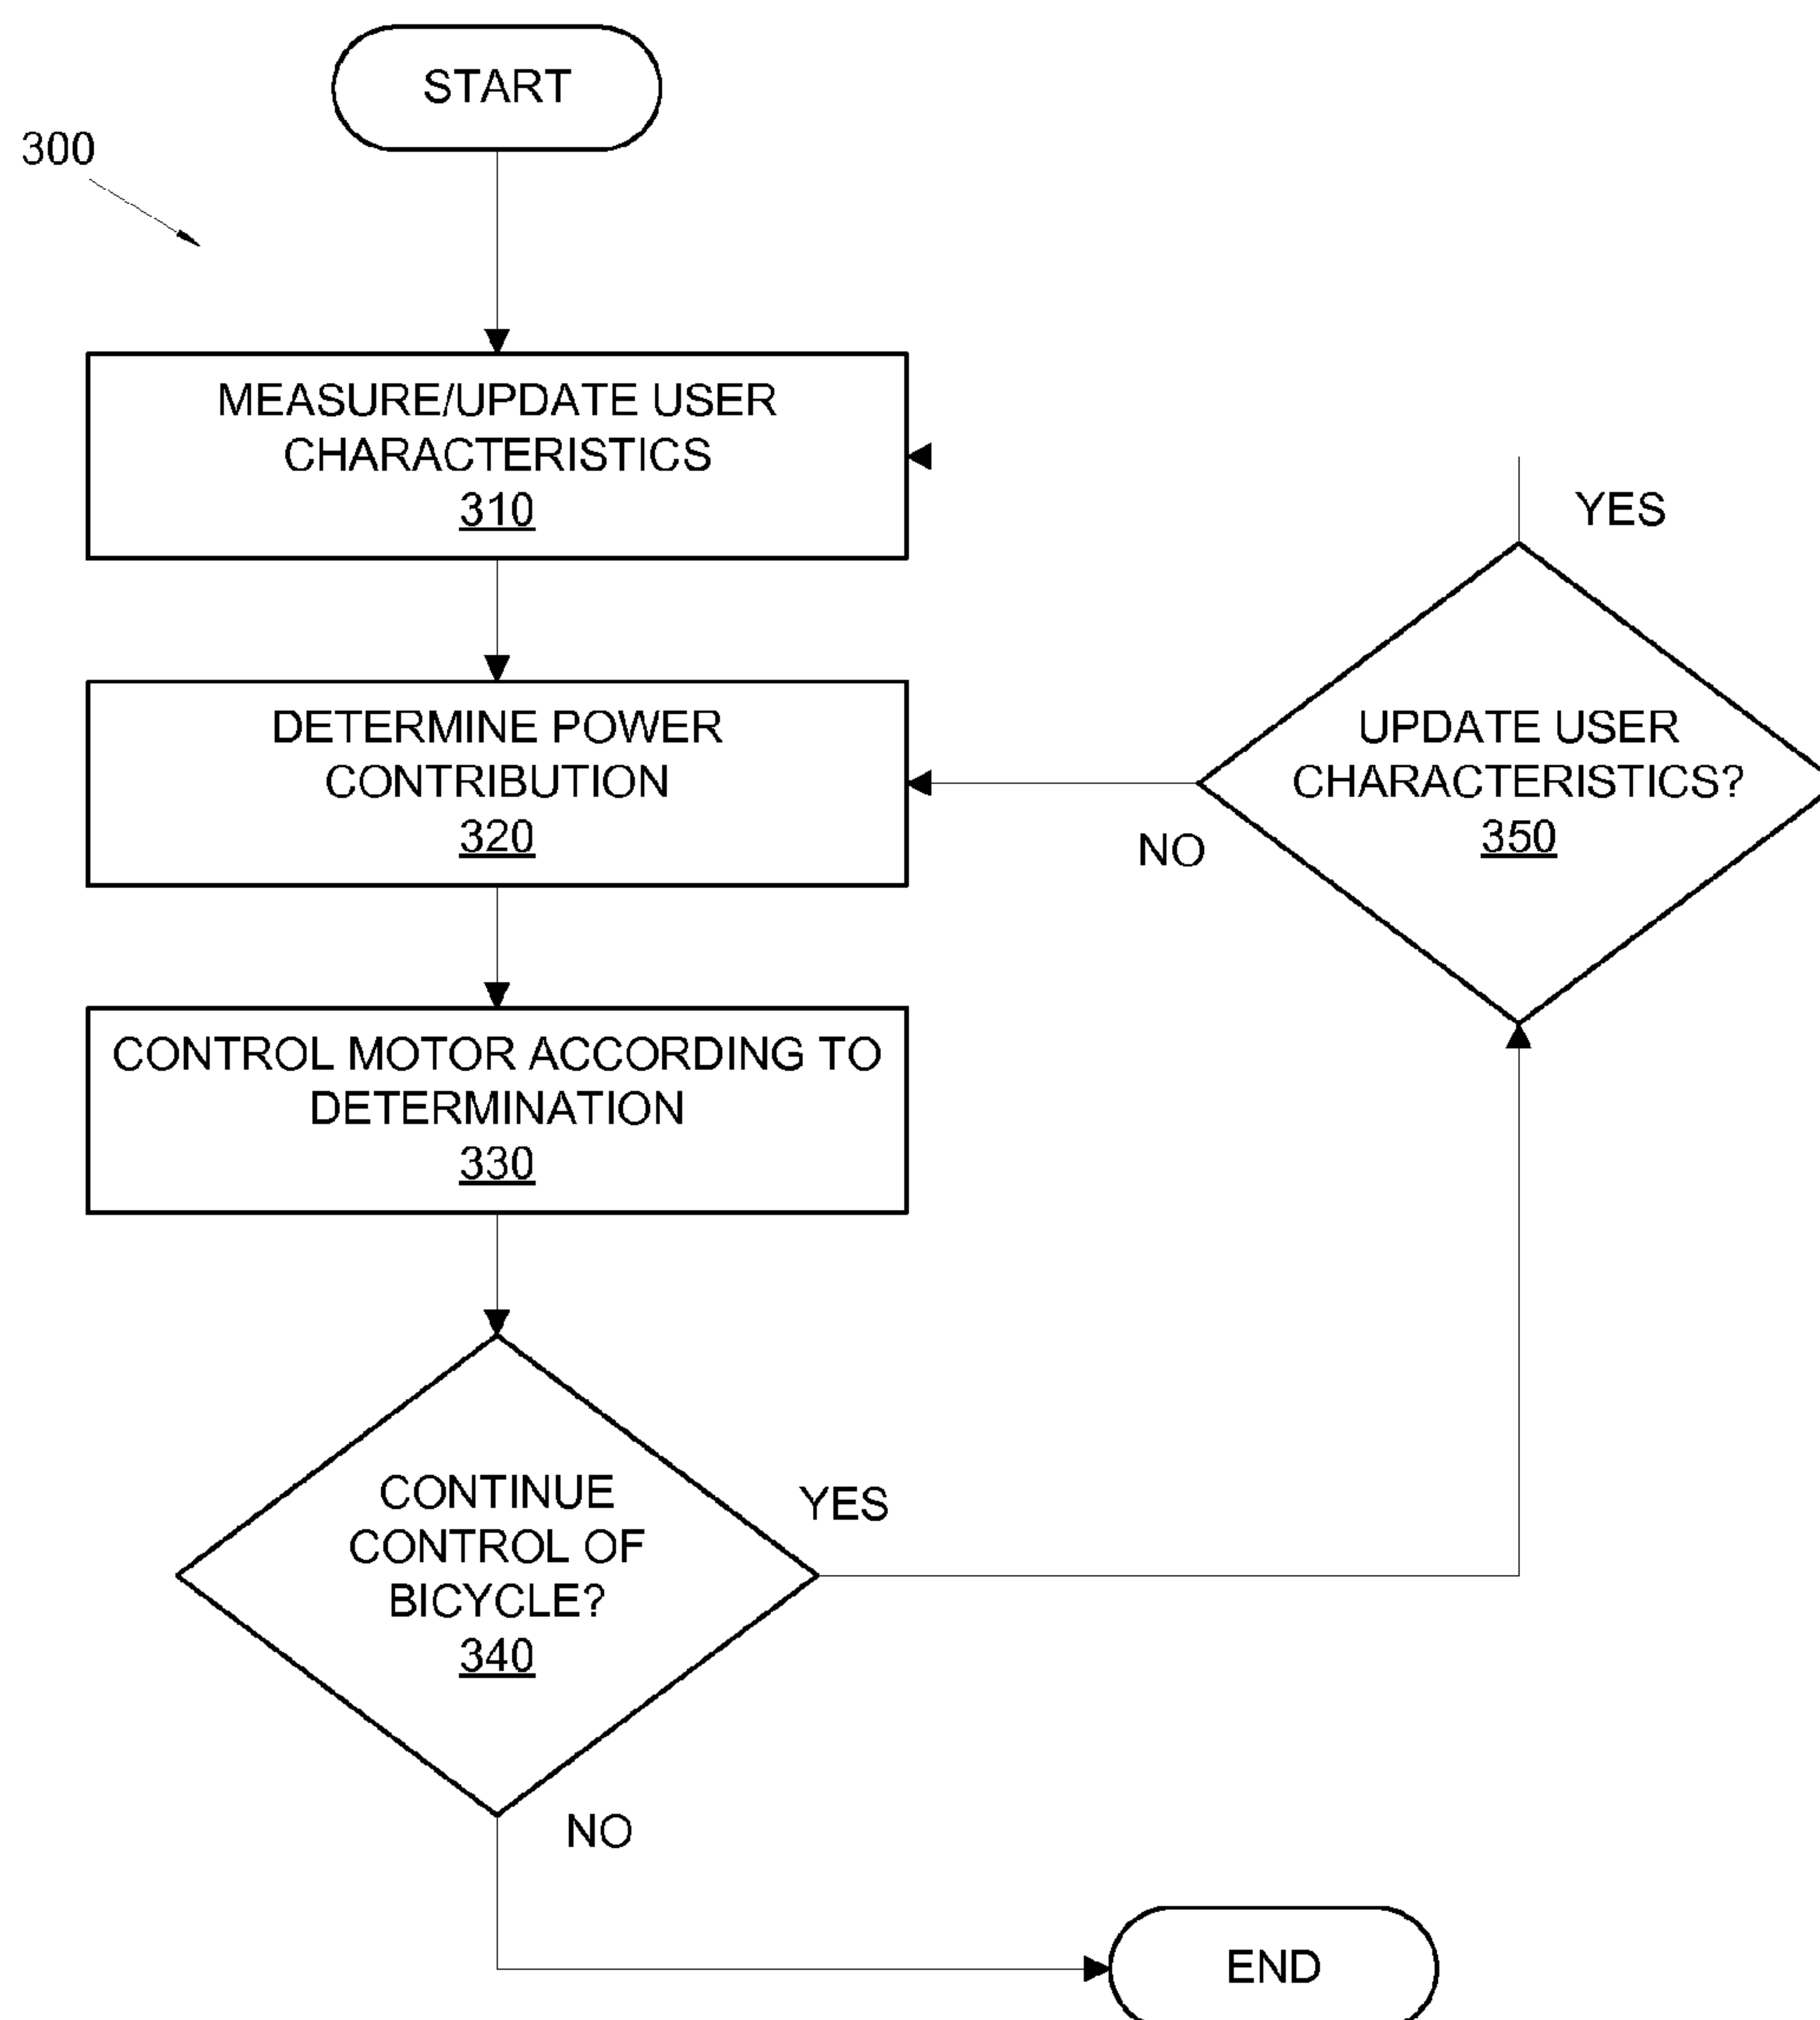 START
300
MEASURE/UPDATE USER
CHARACTERISTICS
310
YES
DETERMINE POWER
CONTRIBUTION
320
UPDATE USER
CHARACTERISTICS?
350
NO
CONTROL MOTOR ACCORDING TO
DETERMINATION
330
CONTINUE
CONTROL OF
BICYCLE?
340
YES
NO
END